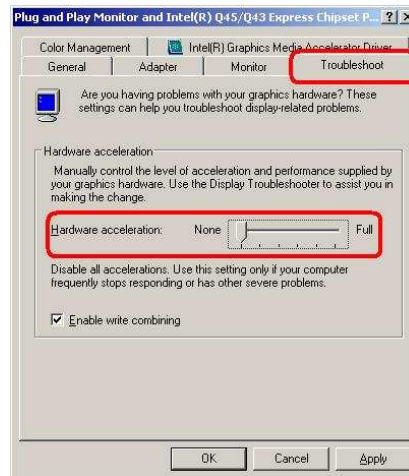 Plug and Play Monitor and Intel(R) Q45/Q43 Express Chipset P...
Color Management
Intel(R) Graphics Media Accelerator Driver
General
Adapter
Monitor
Troubleshoot
Are you having problems with your graphics hardware? These
settings can help you troubleshoot display-related problems.
Hardware acceleration
Manually control the level of acceleration and performance supplied by
your graphics hardware. Use the Display Troubleshooter to assist you in
making the change.
Hardware acceleration: None Full
Disable all accelerations. Use this setting only if your computer
frequently stops responding or has other severe problems.
Enable write combining
OK Cancel Apply